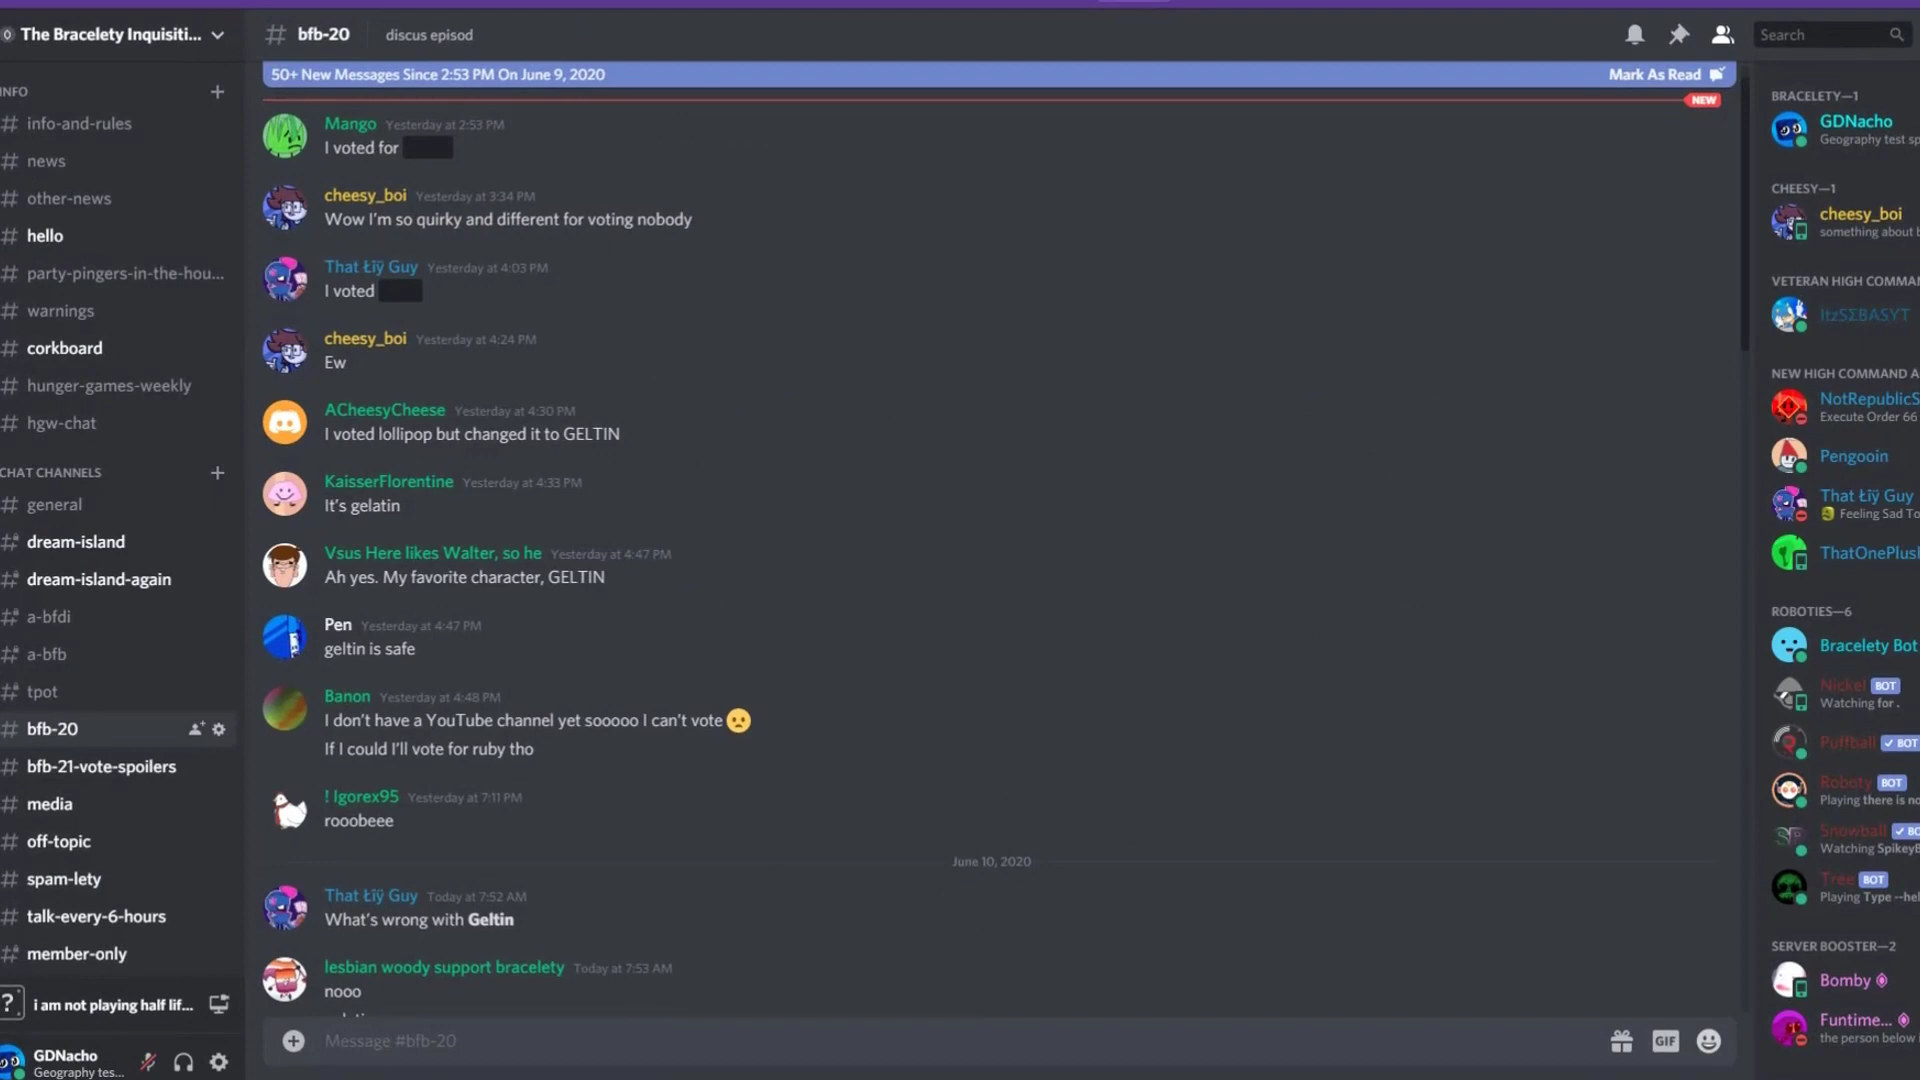 The Bracelety Inquisiti...
INFO
info-and-rules
news
other-news
hello
party-pingers-in-the-hou...
warnings
corkboard
hunger-games-weekly
hgw-chat
CHAT CHANNELS
general
dream-island
dream-island-again
a-bfdi
a-bfb
tpot
bfb-20
bfb-21-vote-spoilers
media
off-topic
spam-lety
talk-every-6-hours
member-only
i am not playing half lif...
GDNacho
Geography tes...
# bfb-20 discus episod
Search
50+ New Messages Since 2:53 PM On June 9, 2020 Mark As Read
NEW
Mango Yesterday at 2:53 PM
I voted for
cheesy_boi Yesterday at 3:34 PM
Wow I'm so quirky and different for voting nobody
That Łïÿ Guy Yesterday at 4:03 PM
I voted
cheesy_boi Yesterday at 4:24 PM
Ew
ACheesyCheese Yesterday at 4:30 PM
I voted lollipop but changed it to GELTIN
KaisserFlorentine Yesterday at 4:33 PM
It's gelatin
Vsus Here likes Walter, so he Yesterday at 4:47 PM
Ah yes. My favorite character, GELTIN
Pen Yesterday at 4:47 PM
geltin is safe
Banon Yesterday at 4:48 PM
I don't have a YouTube channel yet sooooo I can't vote
If I could I'll vote for ruby tho
! Igorex95 Yesterday at 7:11 PM
rooobeee
June 10, 2020
That Łïÿ Guy Today at 7:52 AM
What's wrong with Geltin
lesbian woody support bracelety Today at 7:53 AM
nooo
Message #bfb-20
GIF
BRACELETY—1
GDNacho
Geography test sp
CHEESY—1
cheesy_boi
something about b
VETERAN HIGH COMMAN
ItzSΣBASYT
NEW HIGH COMMAND A
NotRepublicS
Execute Order 66
Pengooin
That Łïÿ Guy
Feeling Sad To
ThatOnePlush
ROBOTIES—6
Bracelety Bot
Nickel BOT
Watching for .
Puffball BOT
Roboty BOT
Playing there is no
Snowball BO
Watching SpikeyB
Tree BOT
Playing Type --hel
SERVER BOOSTER—2
Bomby
Funtime...
the person below i